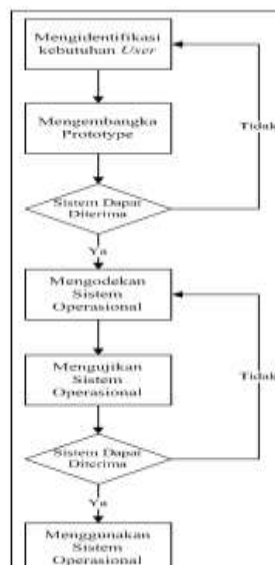 Mengidentifikasi
kebutuhan User
Mengembangka
Prototype
Tidak
Sistem Dapat
Diterima
Ya
Mengodekan
Sistem
Operasional
Mengujikan
Sistem
Operasional
Tidak
Sistem Dapat
Diterima
Ya
Menggunakan
Sistem
Operasional